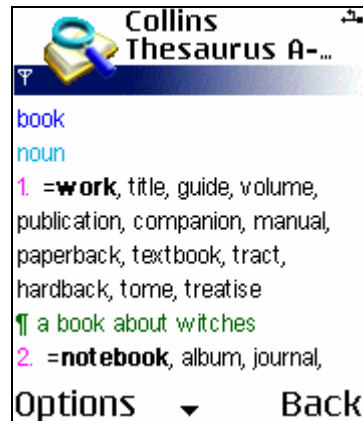 Collins
Thesaurus A-...
book
noun
1. =work, title, guide, volume,
publication, companion, manual,
paperback, textbook, tract,
hardback, tome, treatise
¶ a book about witches
2. =notebook, album, journal,
Options Back